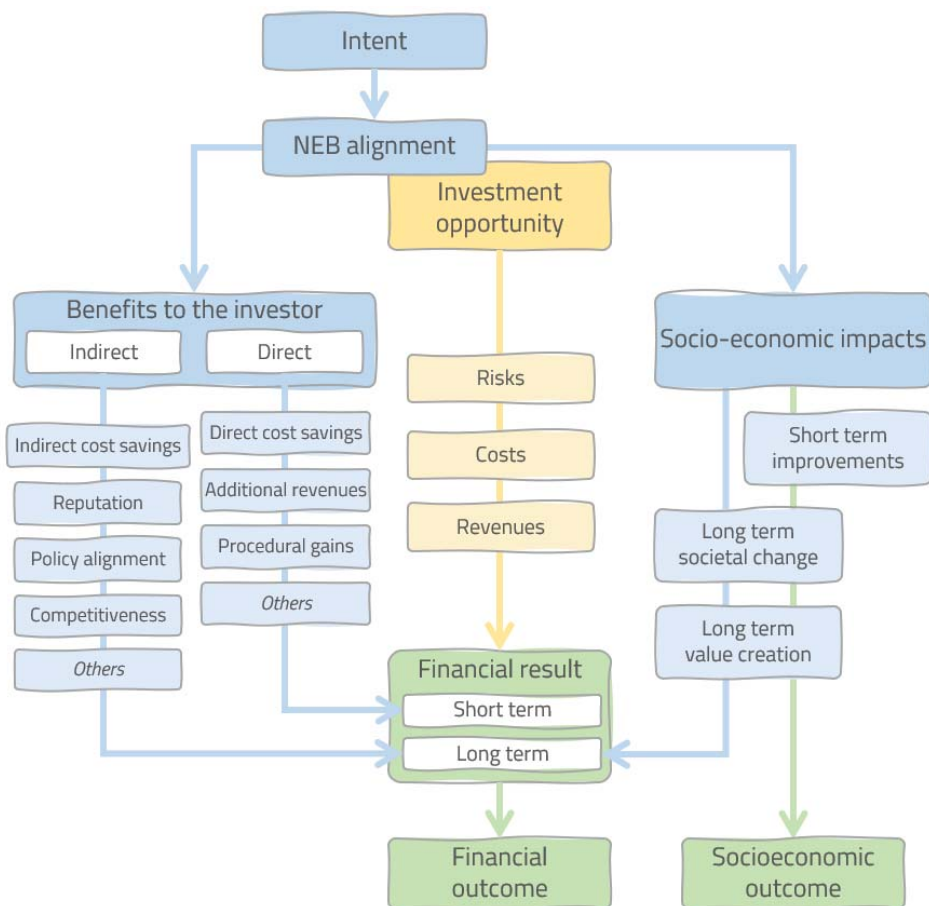 Intent
NEB alignment
Investment
opportunity
Benefits to the investor
Indirect
Direct
Indirect cost savings
Reputation
Policy alignment
Competitiveness
Others
Direct cost savings
Additional revenues
Procedural gains
Others
Risks
Costs
Revenues
Socio-economic impacts
Short term
improvements
Long term
societal change
Long term
value creation
Financial result
Short term
Long term
Financial
outcome
Socioeconomic
outcome